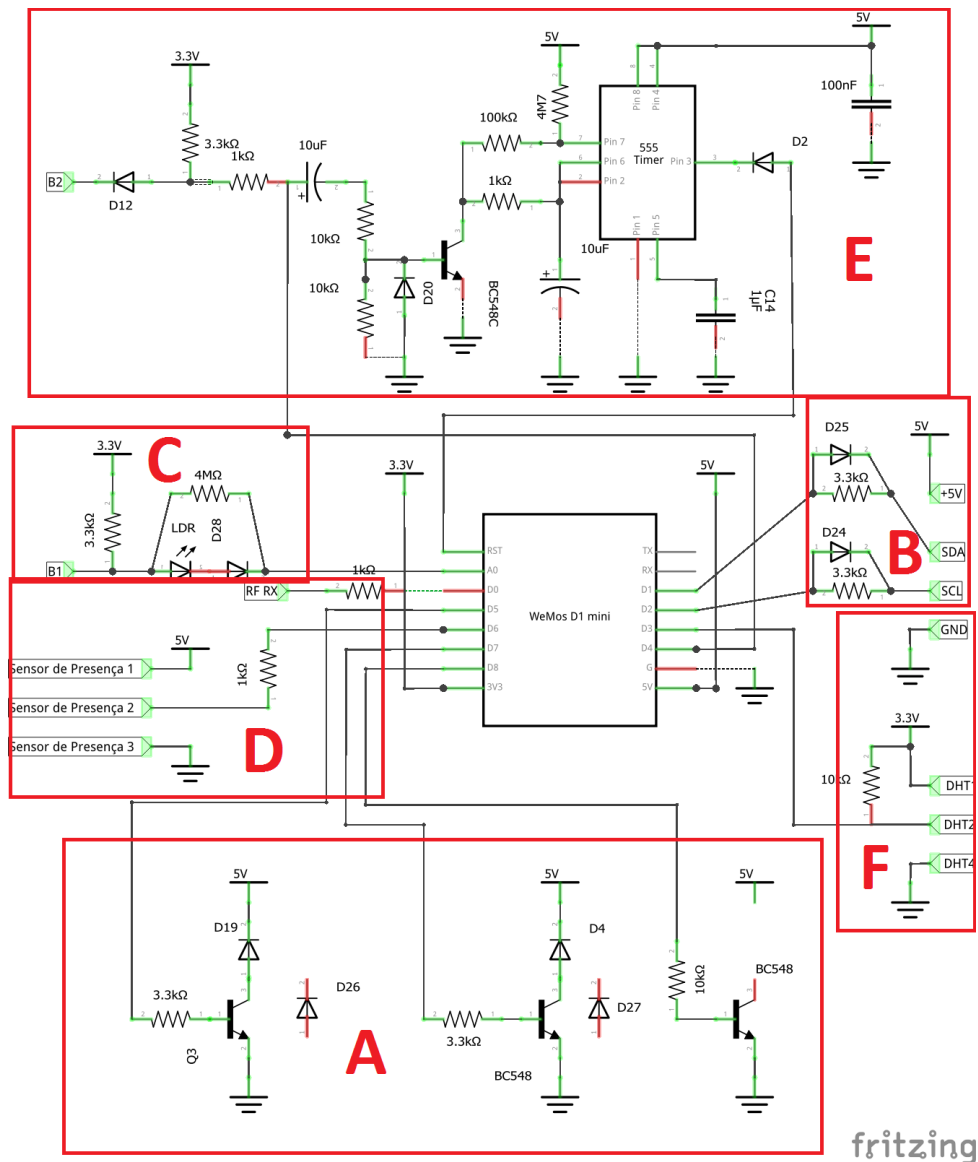 5V
3.3V
5V
100nF
4M7
3.3kΩ
1kΩ
10uF
100kΩ
Pin 8
Pin 4
Pin 7
555
Timer
Pin 6
Pin 3
Pin 2
D2
B2
D12
1kΩ
10kΩ
Pin 1
Pin 5
10uF
E
10kΩ
D20
BC548C
C14
1µF
C
3.3V
4MΩ
3.3kΩ
LDR
D28
B1
3.3V
5V
D25
5V
3.3kΩ
+5V
D24
B
SDA
3.3kΩ
SCL
RF RX
1kΩ
RST
A0
D0
D5
D6
D7
D8
3V3
WeMos D1 mini
TX
RX
D1
D2
D3
D4
G
5V
5V
Sensor de Presença 1
1kΩ
Sensor de Presença 2
D
Sensor de Presença 3
GND
3.3V
10kΩ
DHT1
DHT2
F
DHT4
5V
5V
5V
D19
D4
D26
D27
3.3kΩ
3.3kΩ
10kΩ
BC548
Q3
BC548
A
fritzing